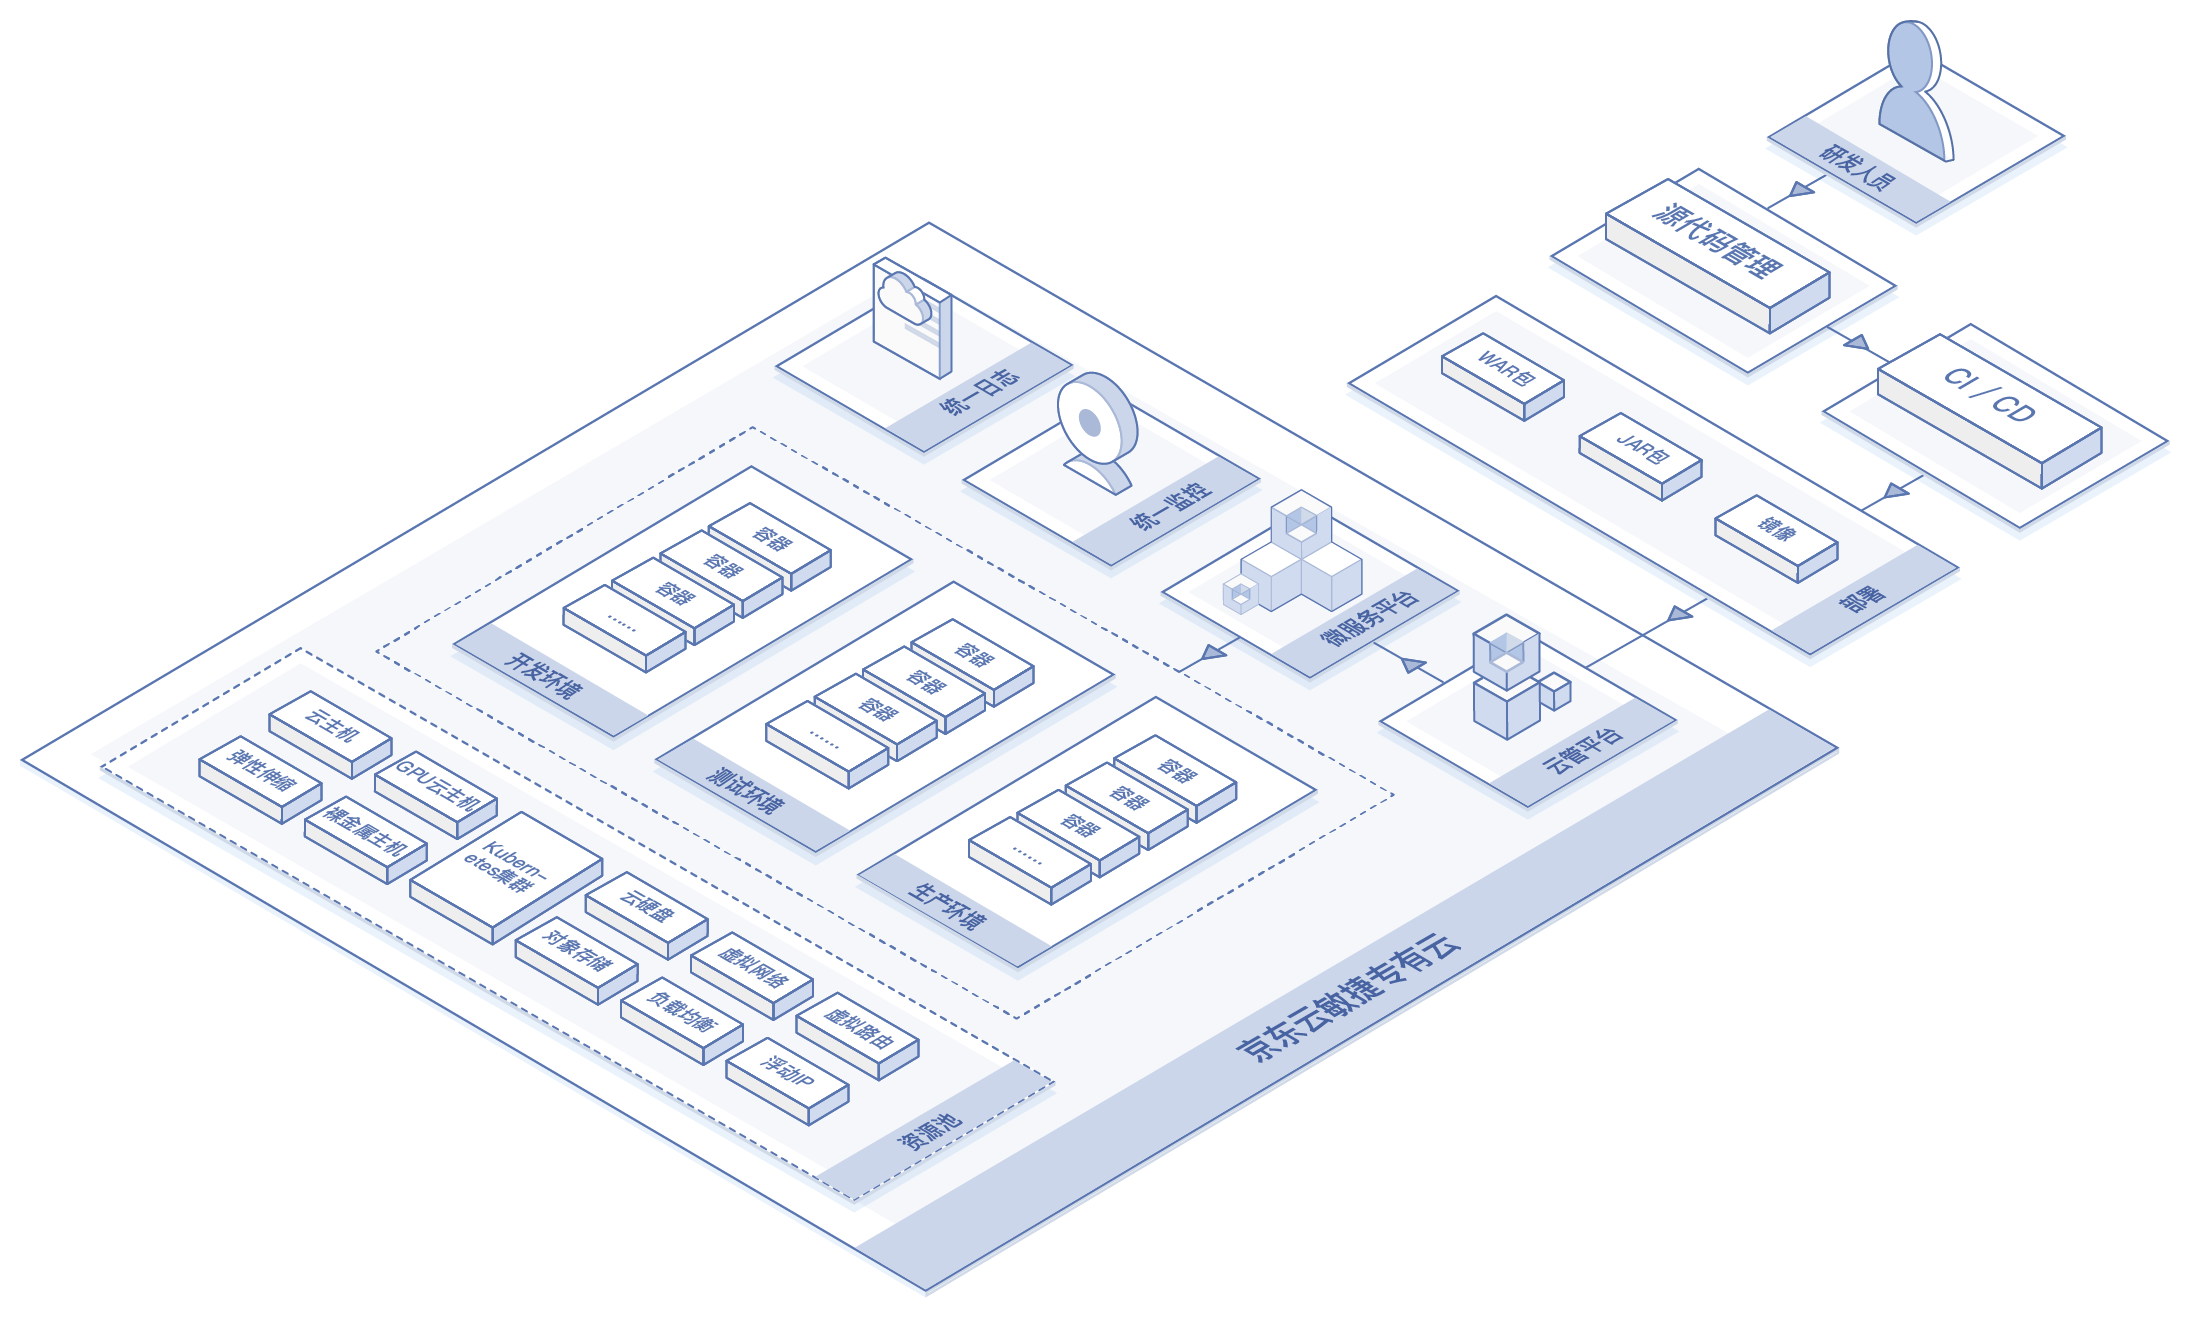 研发人员
源代码管理
CI / CD
WAR包
JAR包
镜像
部署
统一日志
统一监控
微服务平台
云管平台
容器
容器
容器
......
开发环境
容器
容器
容器
......
测试环境
容器
容器
容器
......
生产环境
云主机
弹性伸缩
GPU云主机
裸金属主机
Kubern-
etes集群
云硬盘
对象存储
虚拟网络
负载均衡
虚拟路由
浮动IP
资源池
京东云敏捷专有云